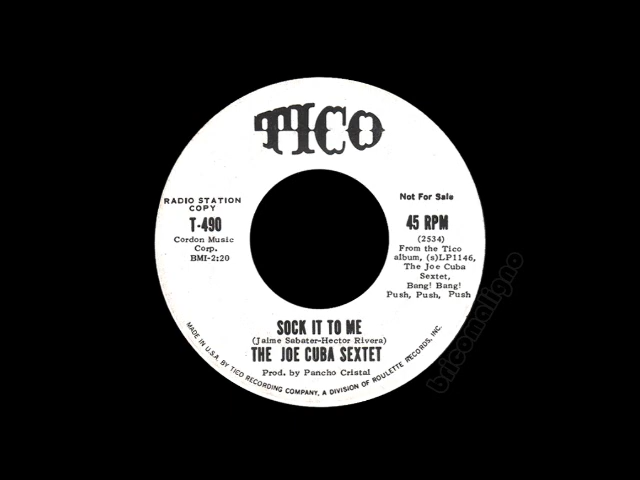 TICO
RADIO STATION
COPY
T-490
Cordon Music
Corp.
BMI-2:20
Not For Sale
45 RPM
(2534)
From the Tico
album, (s)LP1146,
The Joe Cuba
Sextet,
Bang! Bang!
Push, Push, Push
SOCK IT TO ME
(Jaime Sabater-Hector Rivera)
THE JOE CUBA SEXTET
Prod. by Pancho Cristal
MADE IN U.S.A. BY TICO RECORDING COMPANY, A DIVISION OF ROULETTE RECORDS, INC.
bricomaligno